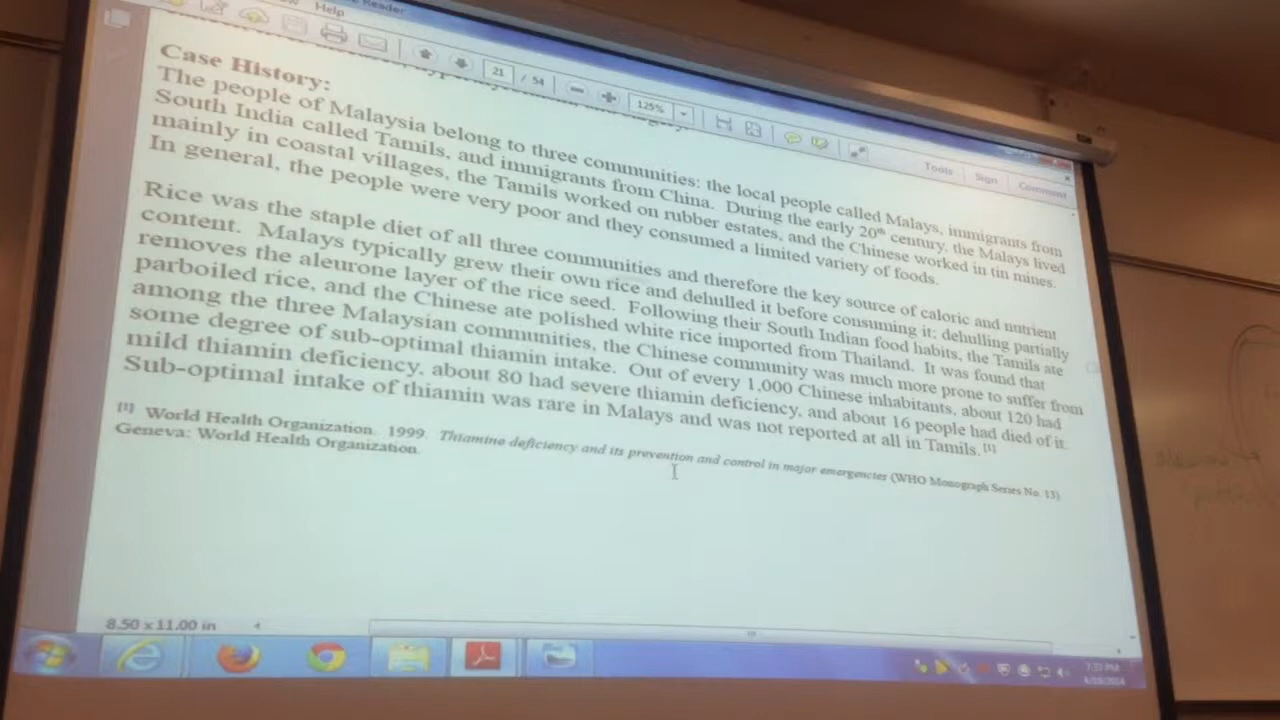 Help
Reader
21 / 54
125%
Tools
Sign
Comment
Case History:
The people of Malaysia belong to three communities: the local people called Malays, immigrants from
South India called Tamils, and immigrants from China. During the early 20th century, the Malays lived
mainly in coastal villages, the Tamils worked on rubber estates, and the Chinese worked in tin mines.
In general, the people were very poor and they consumed a limited variety of foods.
Rice was the staple diet of all three communities and therefore the key source of caloric and nutrient
content. Malays typically grew their own rice and dehulled it before consuming it; dehulling partially
removes the aleurone layer of the rice seed. Following their South Indian food habits, the Tamils ate
parboiled rice, and the Chinese ate polished white rice imported from Thailand. It was found that
among the three Malaysian communities, the Chinese community was much more prone to suffer from
some degree of sub-optimal thiamin intake. Out of every 1,000 Chinese inhabitants, about 120 had
mild thiamin deficiency, about 80 had severe thiamin deficiency, and about 16 people had died of it.
Sub-optimal intake of thiamin was rare in Malays and was not reported at all in Tamils.[1]
[1] World Health Organization. 1999. Thiamine deficiency and its prevention and control in major emergencies (WHO Monograph Series No. 13)
Geneva: World Health Organization.
8.50 x 11.00 in